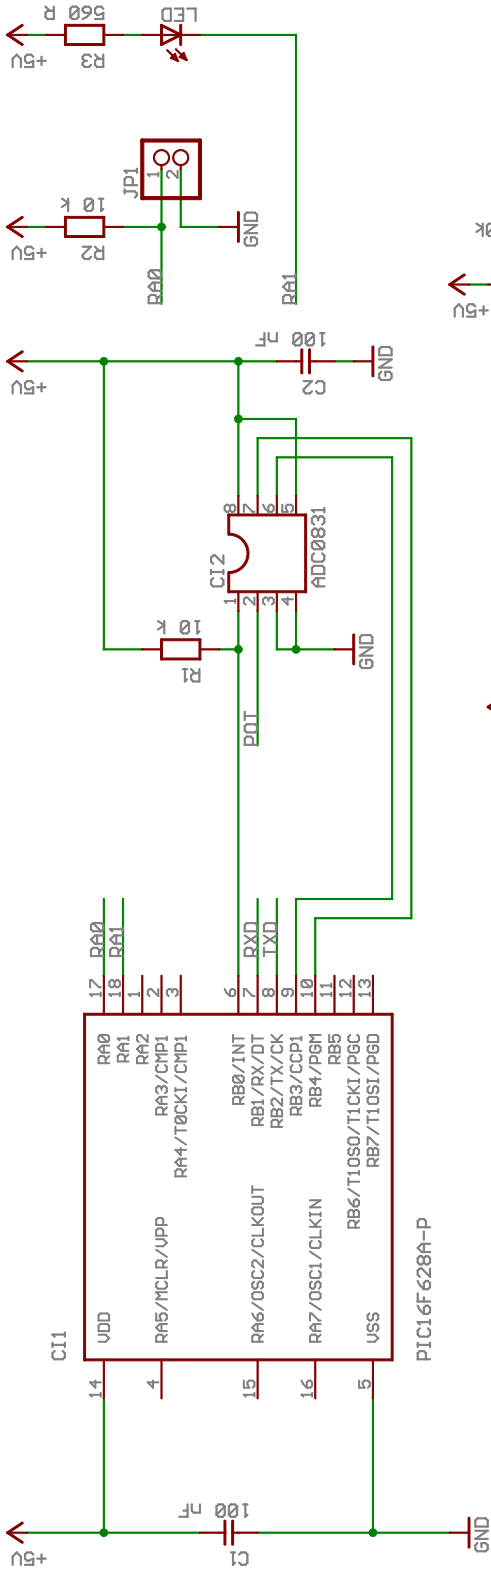 560 R
LED
+5V
R3
JP1
1
2
10 k
+5V
R2
GND
RA0
RA1
0k
+5V
100 nF
+5V
C2
GND
8
7
6
5
CI2
ADC0831
1
2
3
4
10 k
R1
GND
POT
RA0
RA1
RXD
TXD
17
18
1
2
3
6
7
8
9
10
11
12
13
RA0
RA1
RA2
RA3/CMP1
RA4/T0CKI/CMP1
RB0/INT
RB1/RX/DT
RB2/TX/CK
RB3/CCP1
RB4/PGM
RB5
RB6/T1OSO/T1CKI/PGC
RB7/T1OSI/PGD
VDD
RA5/MCLR/VPP
RA6/OSC2/CLKOUT
RA7/OSC1/CLKIN
VSS
CI1
PIC16F628A-P
14
4
15
16
5
100 nF
+5V
C1
GND